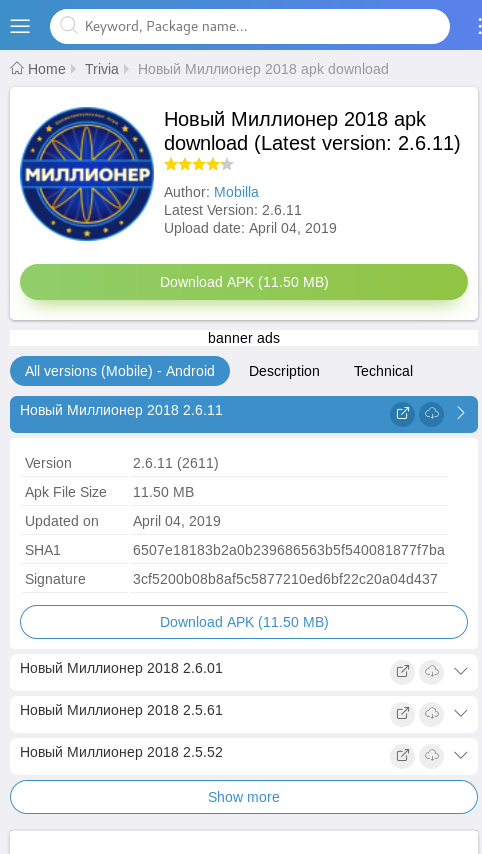 Keyword, Package name...
Home Trivia Новый Миллионер 2018 apk download
МИЛЛИОНЕР
Новый Миллионер 2018 apk
download (Latest version: 2.6.11)
Author: Mobilla
Latest Version: 2.6.11
Upload date: April 04, 2019
Download APK (11.50 MB)
banner ads
All versions (Mobile) - Android Description Technical
Новый Миллионер 2018 2.6.11
Version 2.6.11 (2611)
Apk File Size 11.50 MB
Updated on April 04, 2019
SHA1 6507e18183b2a0b239686563b5f540081877f7ba
Signature 3cf5200b08b8af5c5877210ed6bf22c20a04d437
Download APK (11.50 MB)
Новый Миллионер 2018 2.6.01
Новый Миллионер 2018 2.5.61
Новый Миллионер 2018 2.5.52
Show more